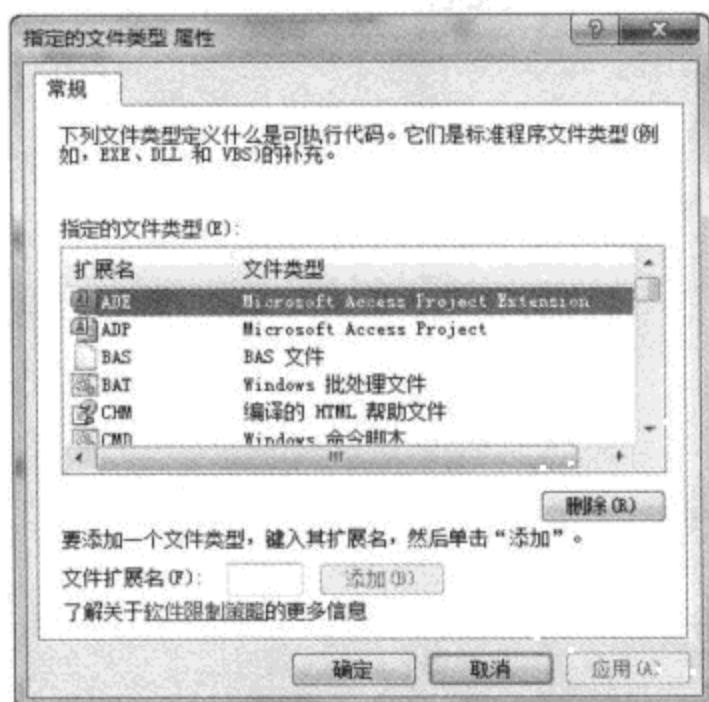 指定的文件类型 属性
常规
下列文件类型定义什么是可执行代码。它们是标准程序文件类型(例
如，EXE、DLL 和 VBS)的补充。
指定的文件类型(E):
扩展名 文件类型
ADE Microsoft Access Project Extension
ADP Microsoft Access Project
BAS BAS 文件
BAT Windows 批处理文件
CHM 编译的 HTML 帮助文件
CMD Windows 命令脚本
删除(R)
要添加一个文件类型，键入其扩展名，然后单击“添加”。
文件扩展名(F): 添加(D)
了解关于软件限制策略的更多信息
确定 取消 应用(A)